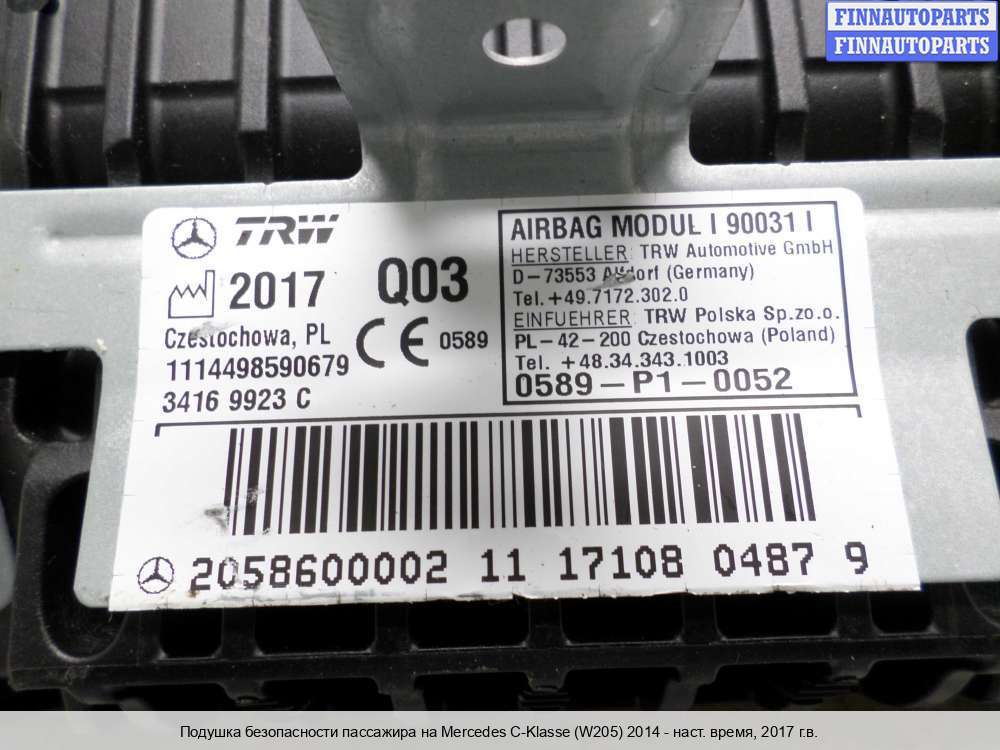 FINNAUTOPARTS
FINNAUTOPARTS
TRW
2017 Q03
Czestochowa, PL
CE 0589
1114498590679
3416 9923 C
AIRBAG MODUL I 90031 I
HERSTELLER: TRW Automotive GmbH
D-73553 Alfdorf (Germany)
Tel.+49.7172.302.0
EINFUEHRER: TRW Polska Sp.zo.o.
PL-42-200 Czestochowa (Poland)
Tel. +48.34.343.1003
0589-P1-0052
2058600002 11 17108 0487 9
Подушка безопасности пассажира на Mercedes C-Klasse (W205) 2014 - наст. время, 2017 г.в.